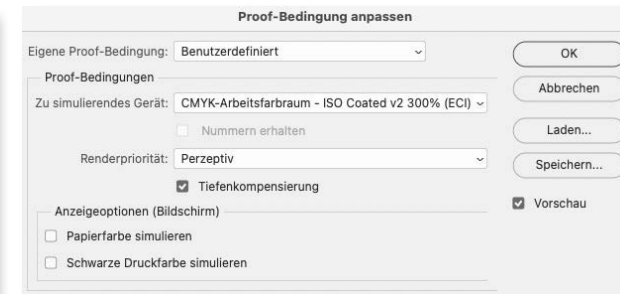 Proof-Bedingung anpassen
Eigene Proof-Bedingung: Benutzerdefiniert
OK
Proof-Bedingungen
Abbrechen
Zu simulierendes Gerät: CMYK-Arbeitsfarbraum - ISO Coated v2 300% (ECI)
Nummern erhalten
Laden...
Renderpriorität: Perzeptiv
Speichern...
Tiefenkompensierung
Vorschau
Anzeigeoptionen (Bildschirm)
Papierfarbe simulieren
Schwarze Druckfarbe simulieren